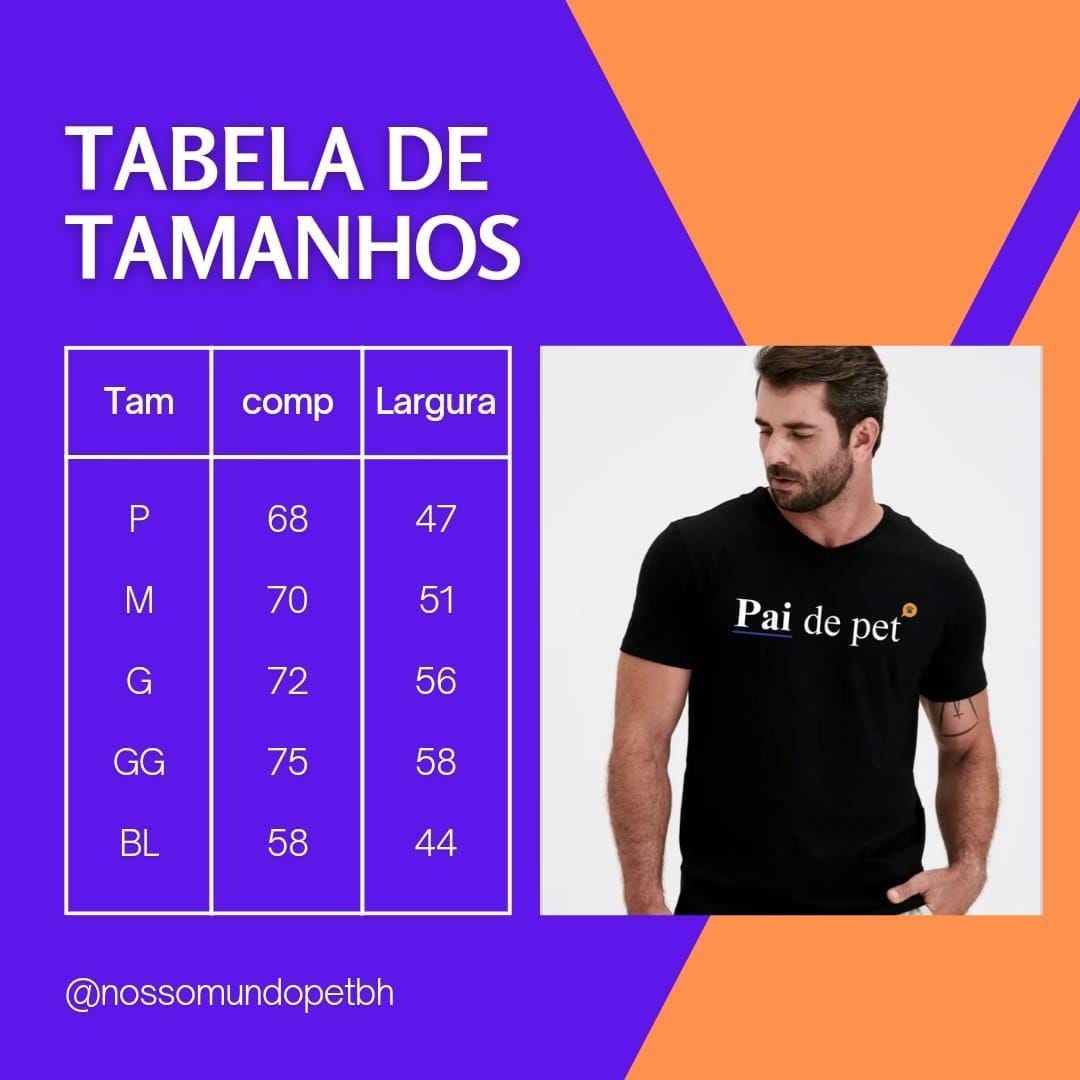 TABELA DE
TAMANHOS
Tam comp Largura
P 68 47
M 70 51
G 72 56
GG 75 58
BL 58 44
Pai de pet
@nossomundopetbh